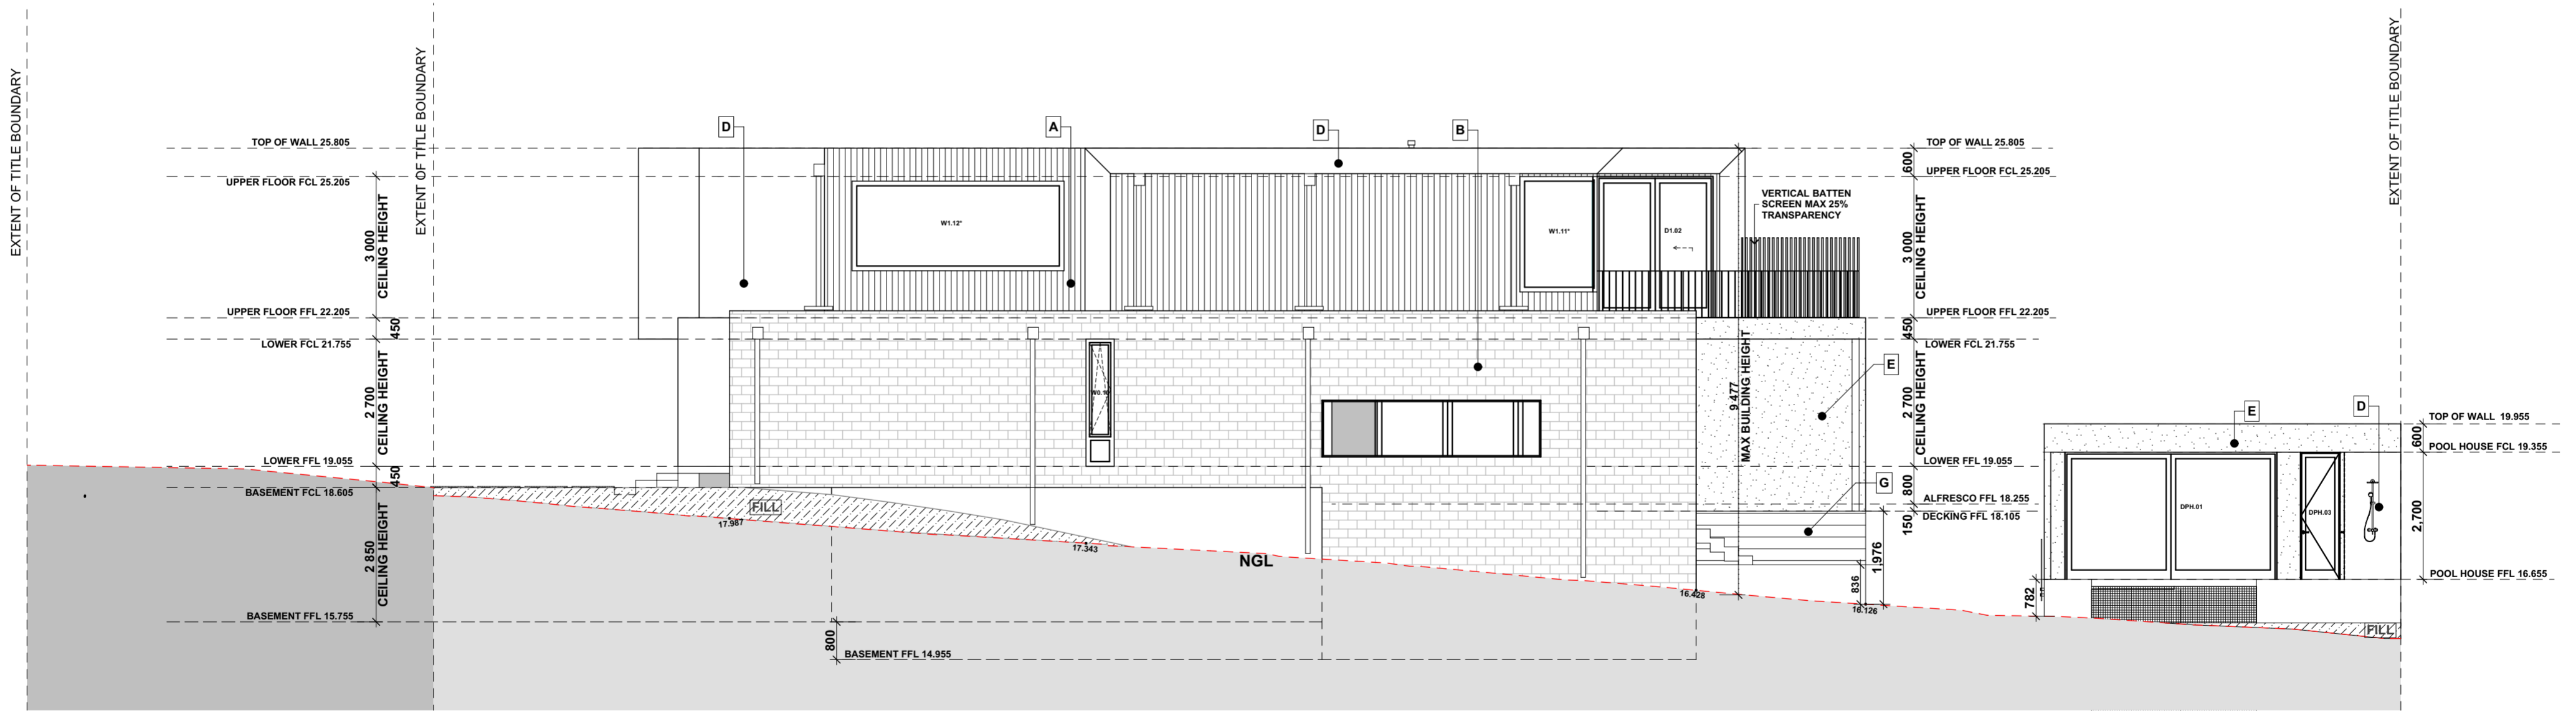 EXTENT OF TITLE BOUNDARY
EXTENT OF TITLE BOUNDARY
EXTENT OF TITLE BOUNDARY
TOP OF WALL 25.805
UPPER FLOOR FCL 25.205
3 000
CEILING HEIGHT
UPPER FLOOR FFL 22.205
450
LOWER FCL 21.755
2 700
CEILING HEIGHT
LOWER FFL 19.055
450
BASEMENT FCL 18.605
2 850
CEILING HEIGHT
BASEMENT FFL 15.755
D
A
D
B
W1.12*
W1.11*
D1.02
VERTICAL BATTEN
SCREEN MAX 25%
TRANSPARENCY
FILL
17.987
17.343
NGL
16.428
16.126
800
BASEMENT FFL 14.955
9 477
MAX BUILDING HEIGHT
E
G
836
1,976
TOP OF WALL 25.805
600
UPPER FLOOR FCL 25.205
3 000
CEILING HEIGHT
UPPER FLOOR FFL 22.205
450
LOWER FCL 21.755
2 700
CEILING HEIGHT
LOWER FFL 19.055
800
ALFRESCO FFL 18.255
150
DECKING FFL 18.105
E
D
DPH.01
DPH.03
782
FILL
TOP OF WALL 19.955
600
POOL HOUSE FCL 19.355
2,700
POOL HOUSE FFL 16.655